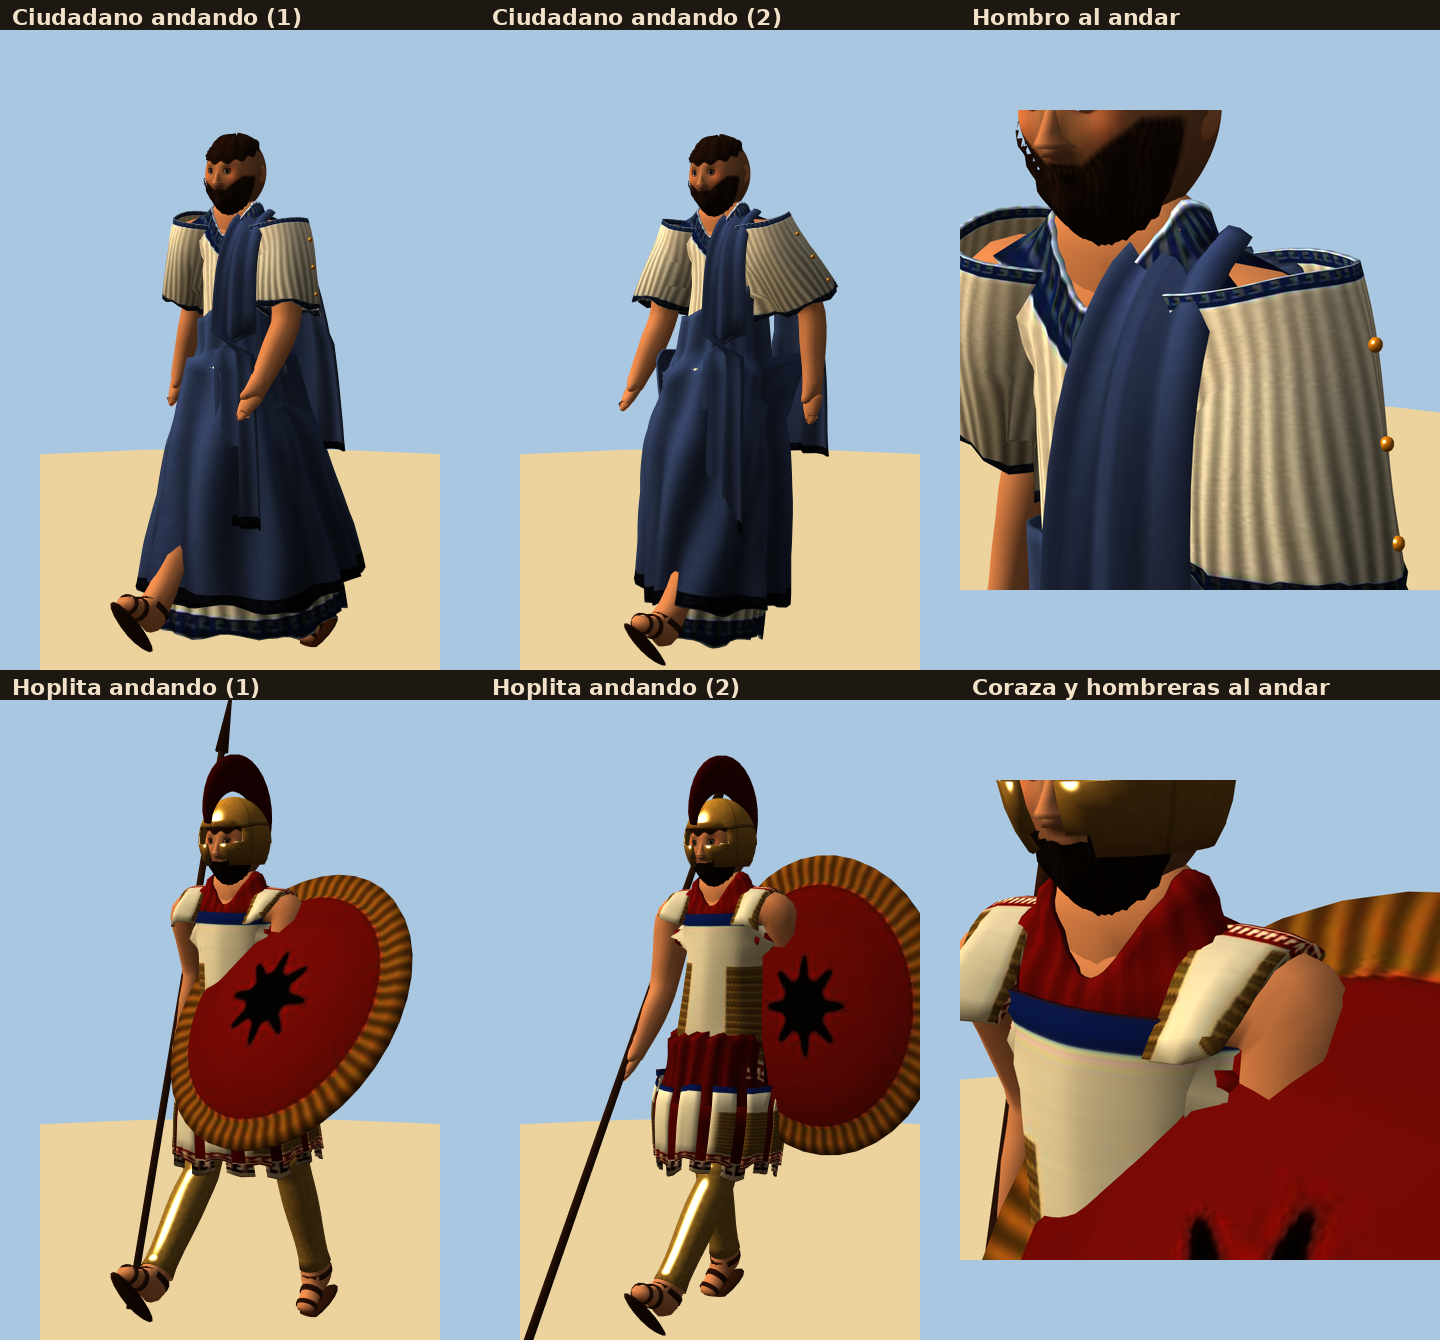 Ciudadano andando (1)
Ciudadano andando (2)
Hombro al andar
Hoplita andando (1)
Hoplita andando (2)
Coraza y hombreras al andar